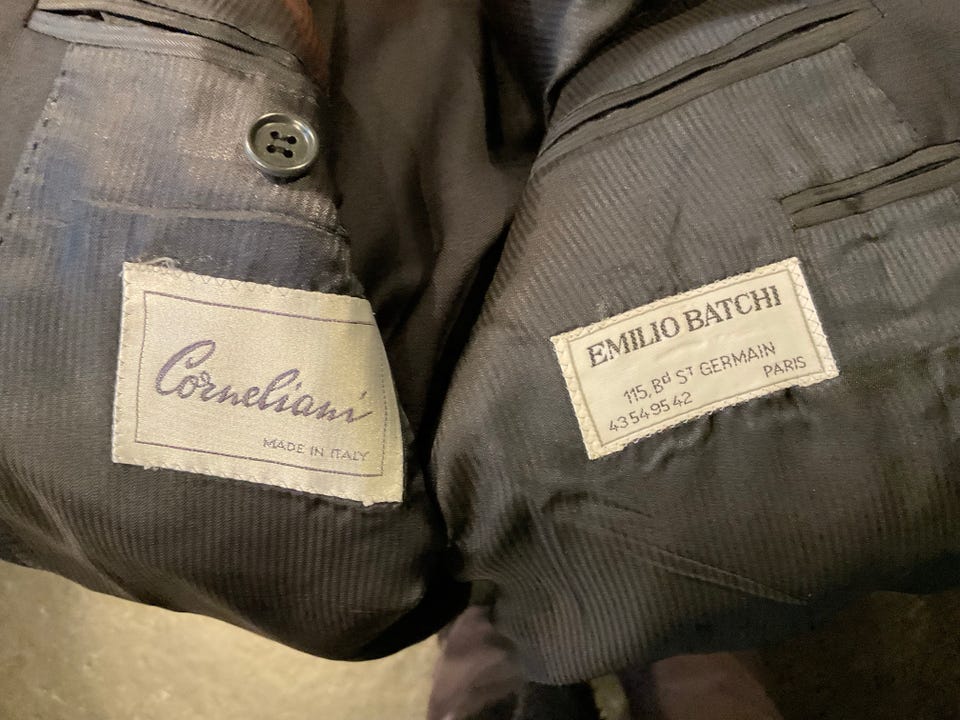 Corneliani
MADE IN ITALY
EMILIO BATCHI
115, Bd ST GERMAIN
PARIS
43549542